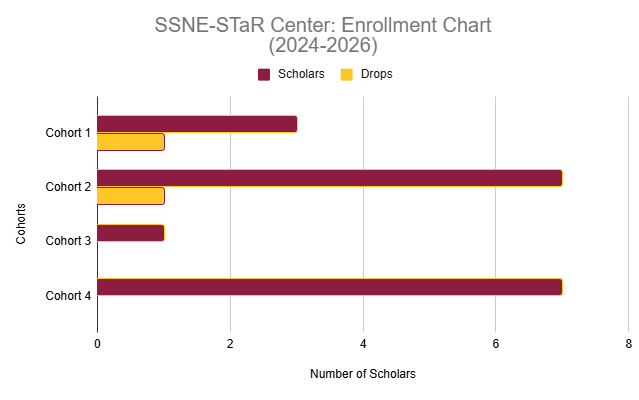 SSNE-STaR Center: Enrollment Chart
(2024-2026)
Scholars Drops
Cohort 1
Cohort 2
Cohort 3
Cohort 4
Cohorts
0 2 4 6 8
Number of Scholars